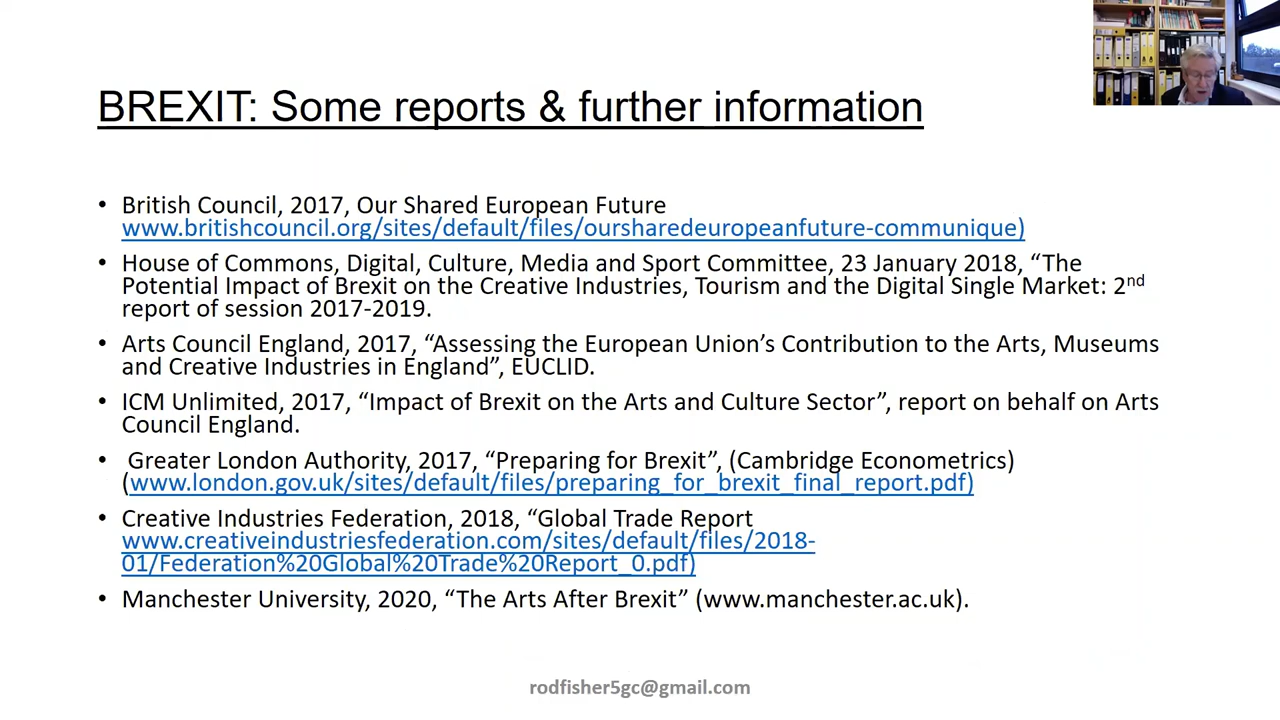 BREXIT: Some reports & further information
• British Council, 2017, Our Shared European Future
www.britishcouncil.org/sites/default/files/oursharedeuropeanfuture-communique)
• House of Commons, Digital, Culture, Media and Sport Committee, 23 January 2018, “The
Potential Impact of Brexit on the Creative Industries, Tourism and the Digital Single Market: 2nd
report of session 2017-2019.
• Arts Council England, 2017, “Assessing the European Union’s Contribution to the Arts, Museums
and Creative Industries in England”, EUCLID.
• ICM Unlimited, 2017, “Impact of Brexit on the Arts and Culture Sector”, report on behalf on Arts
Council England.
• Greater London Authority, 2017, “Preparing for Brexit”, (Cambridge Econometrics)
(www.london.gov.uk/sites/default/files/preparing_for_brexit_final_report.pdf)
• Creative Industries Federation, 2018, “Global Trade Report
www.creativeindustriesfederation.com/sites/default/files/2018-
01/Federation%20Global%20Trade%20Report_0.pdf)
• Manchester University, 2020, “The Arts After Brexit” (www.manchester.ac.uk).
rodfisher5gc@gmail.com